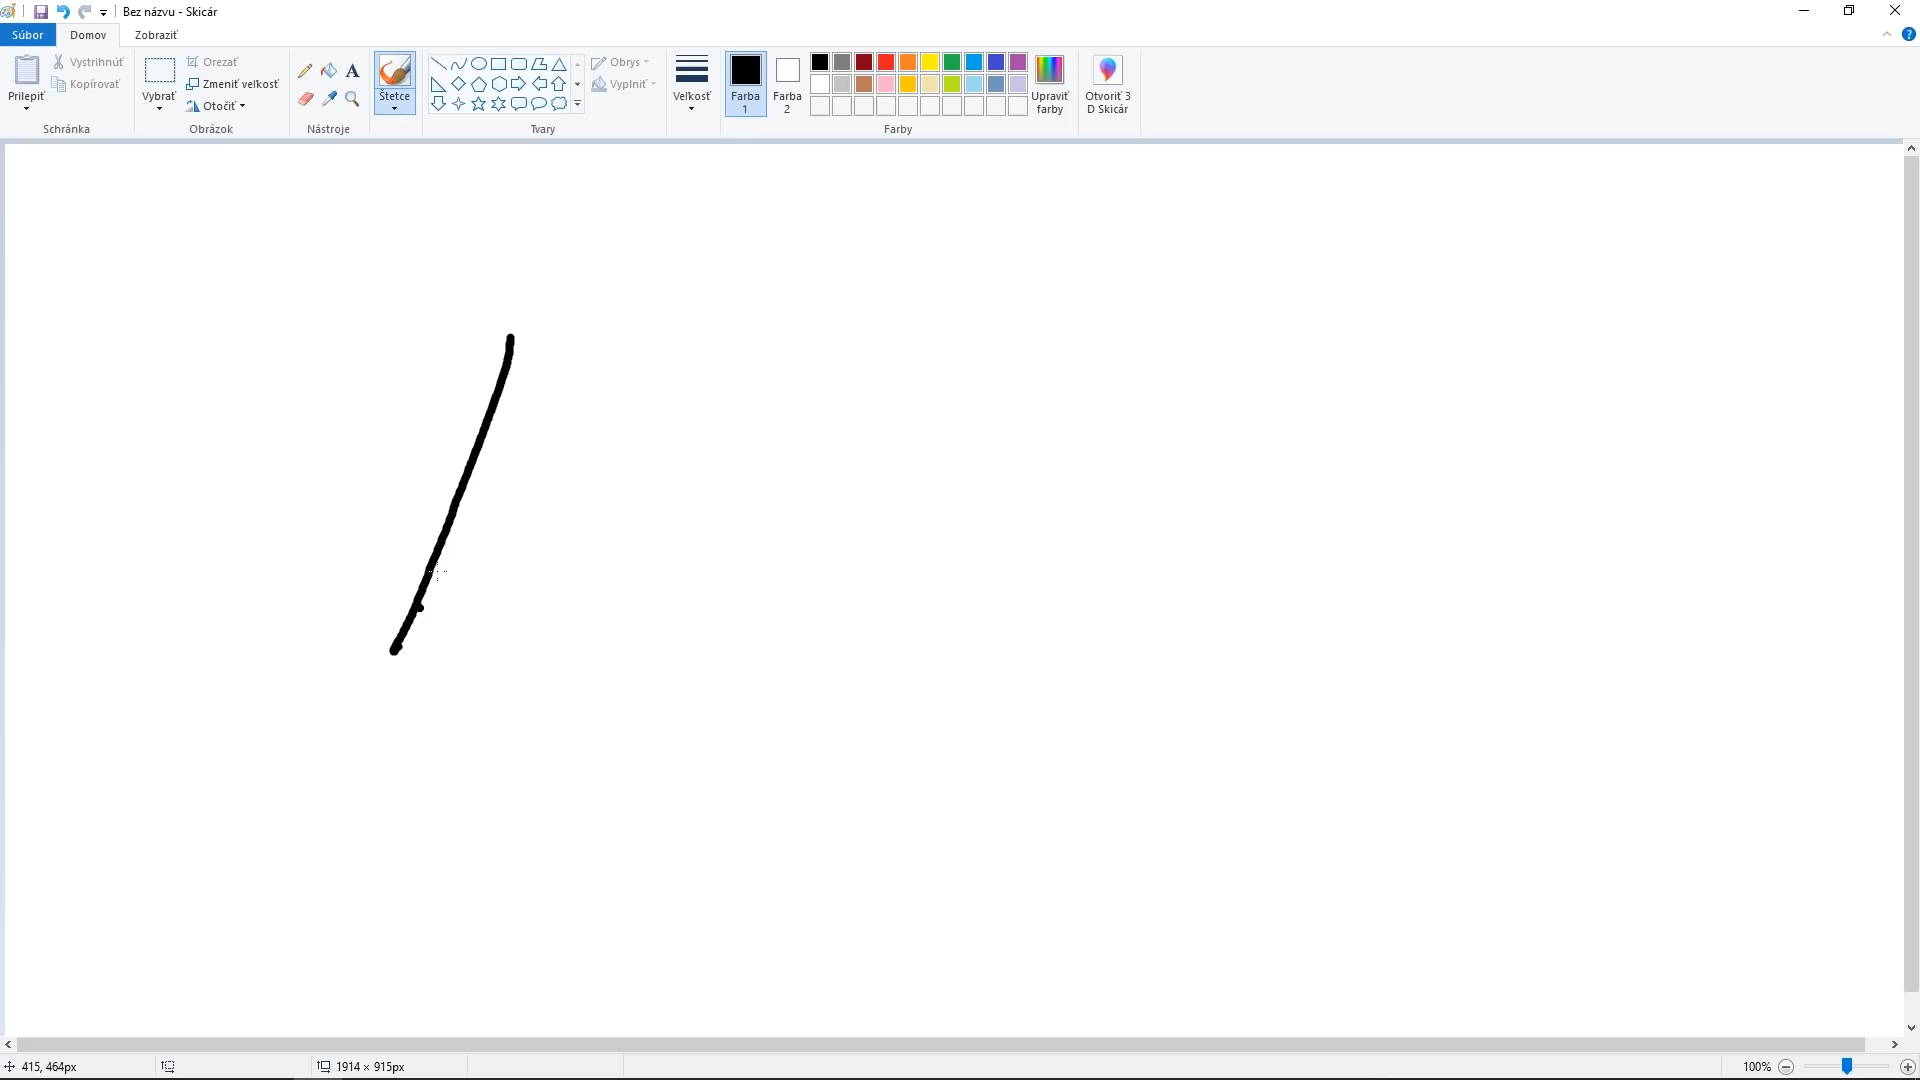 Bez názvu - Skicár
Súbor Domov Zobraziť
Prilepiť
Vystrihnúť
Kopírovať
Schránka
Vybrať
Orezať
Zmeniť veľkosť
Otočiť
Obrázok
A
Nástroje
Štetce
Tvary
Obrys
Vyplniť
Veľkosť
Farba
1
Farba
2
Farby
Upraviť
farby
Otvoriť 3
D Skicár
?
415, 464px
1914 × 915px
100%